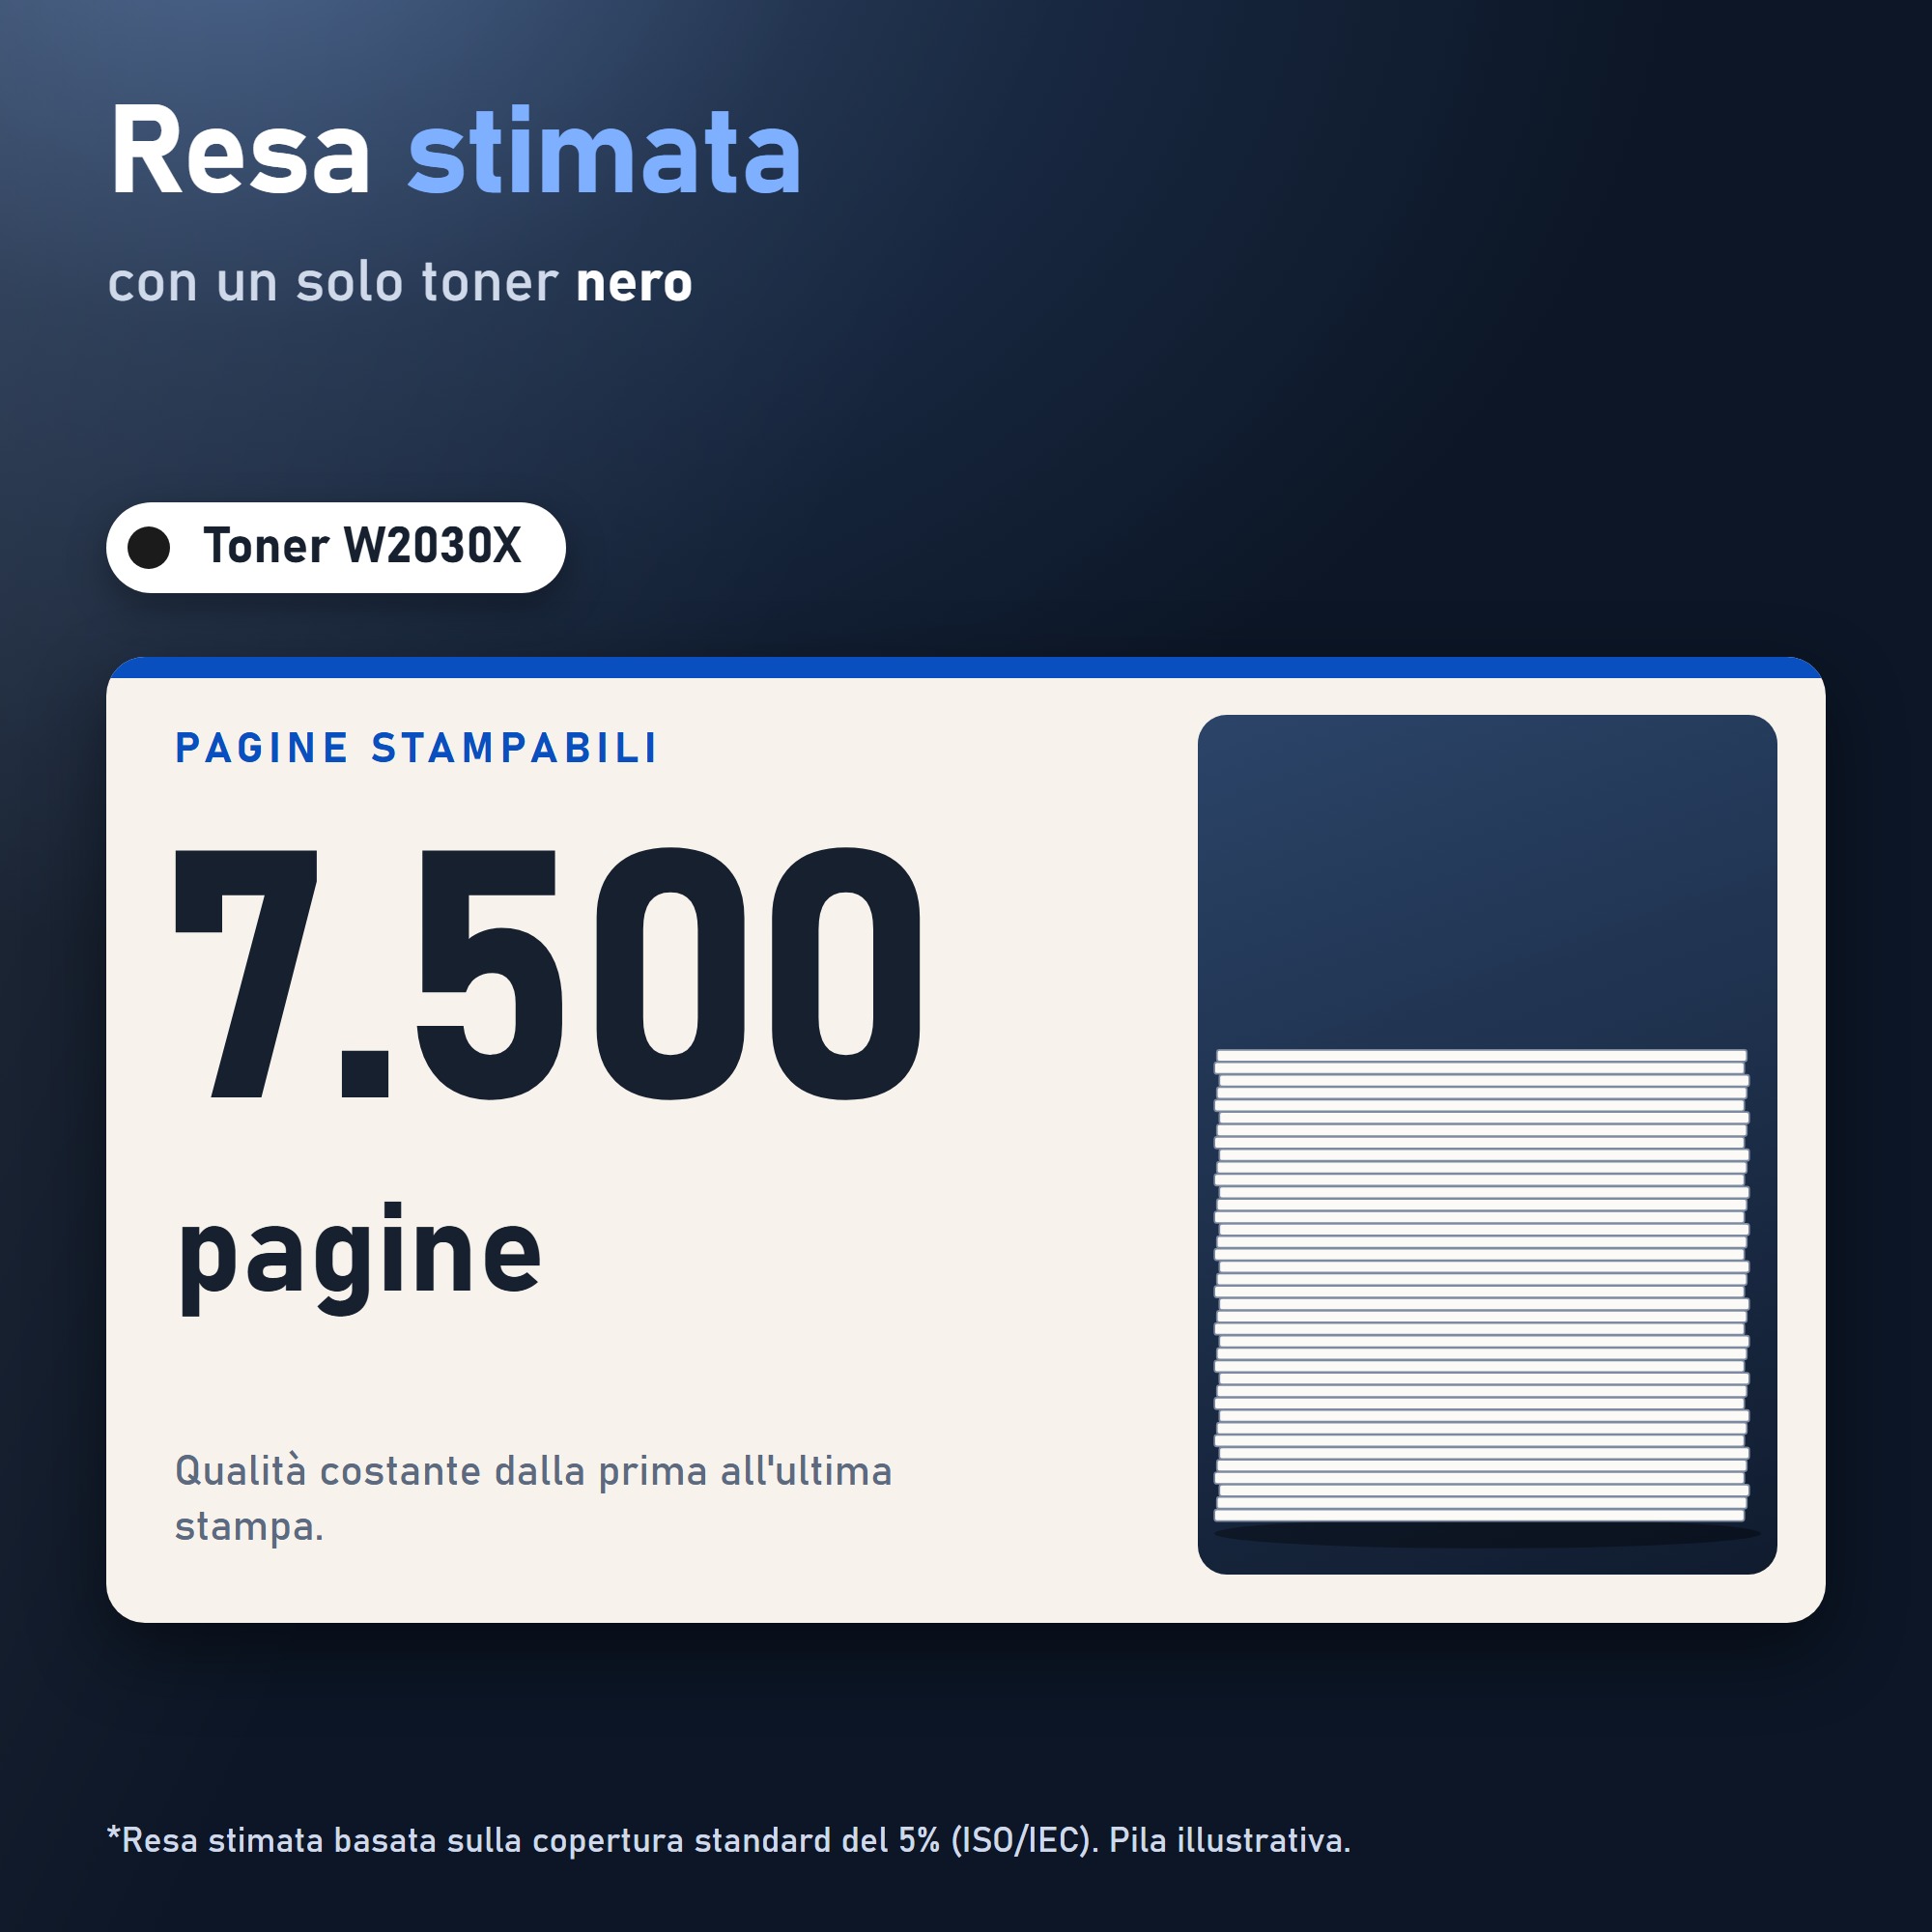 Resa stimata
con un solo toner nero
Toner W2030X
PAGINE STAMPABILI
7.500
pagine
Qualità costante dalla prima all'ultima
stampa.
*Resa stimata basata sulla copertura standard del 5% (ISO/IEC). Pila illustrativa.